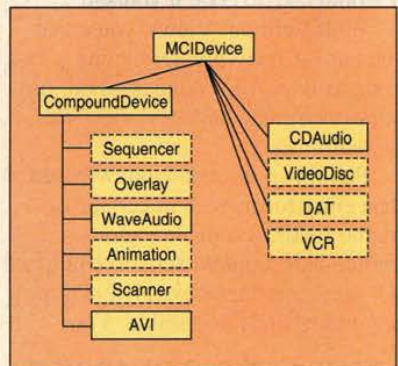 MCIDevice
CompoundDevice
Sequencer
Overlay
WaveAudio
Animation
Scanner
AVI
CDAudio
VideoDisc
DAT
VCR